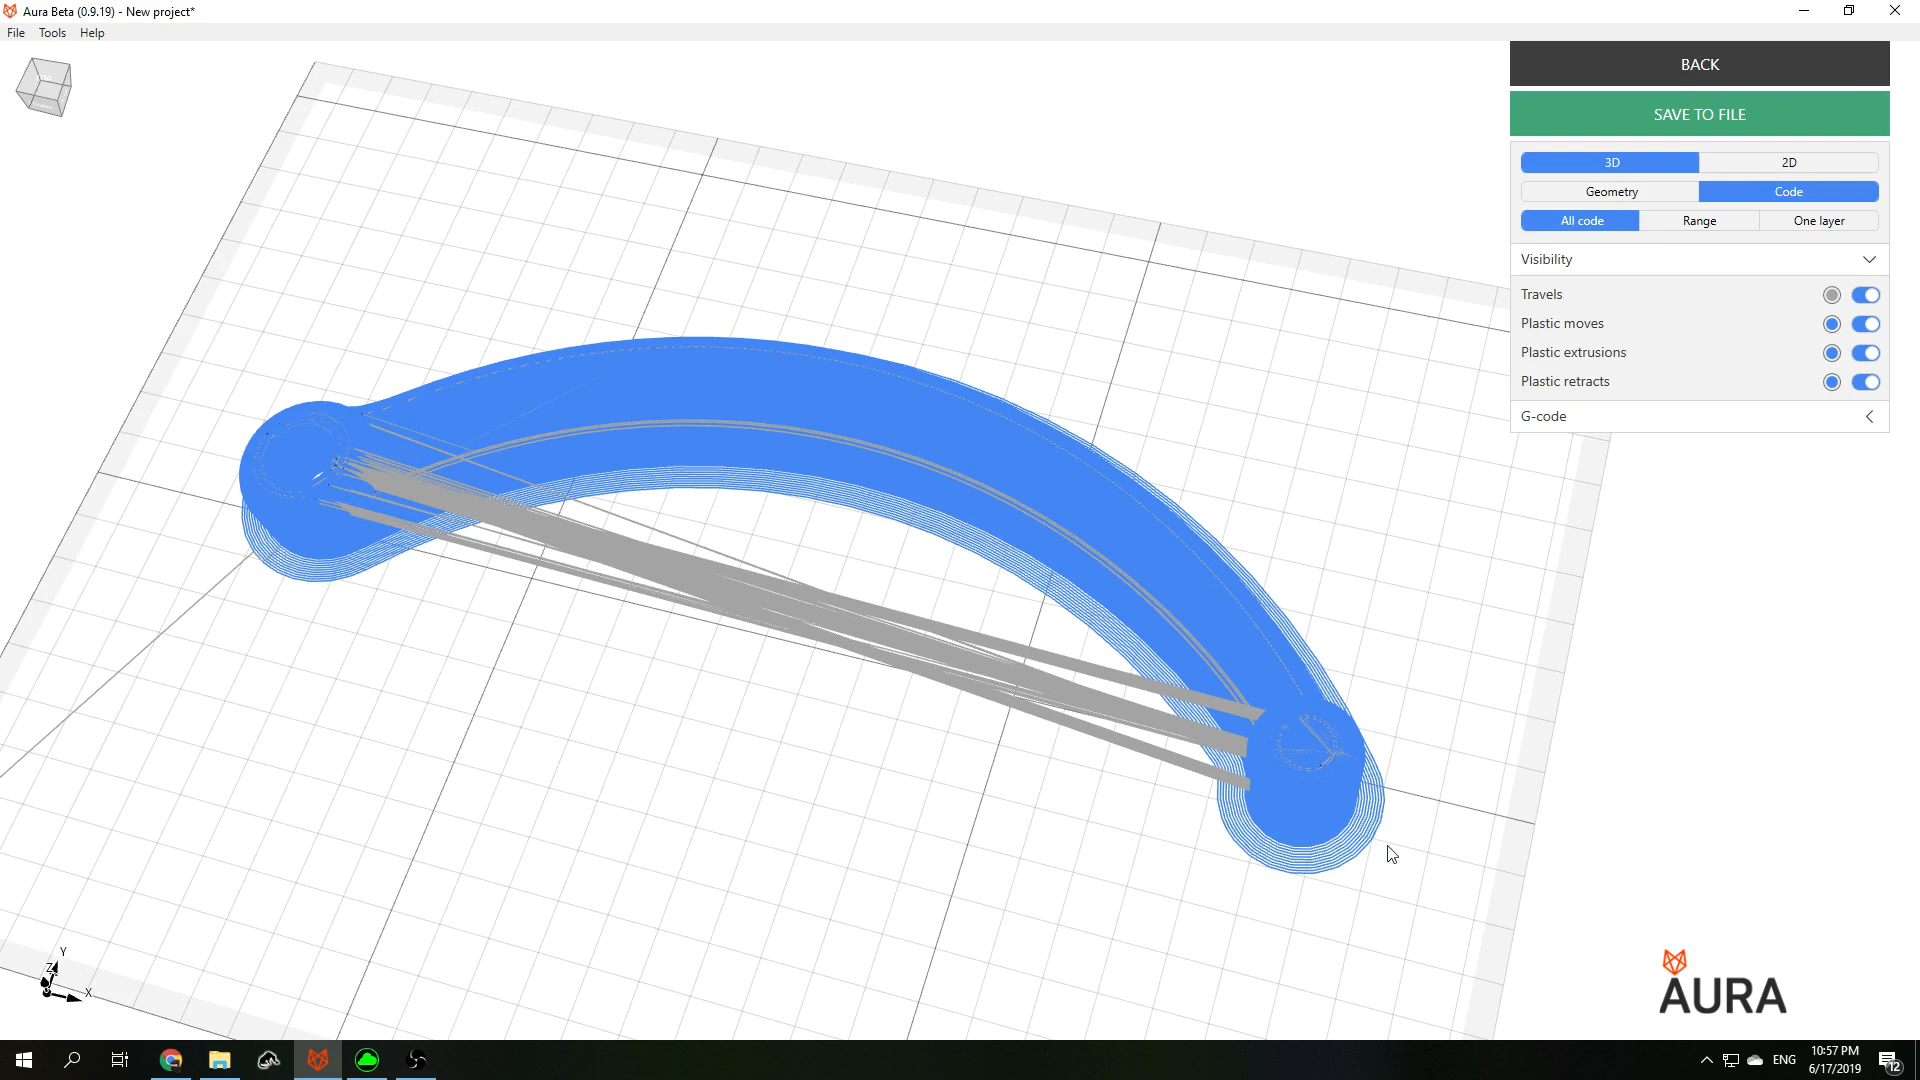 Aura Beta (0.9.19) - New project*
File Tools Help
BACK
SAVE TO FILE
3D 2D
Geometry Code
All code Range One layer
Visibility
Travels
Plastic moves
Plastic extrusions
Plastic retracts
G-code
Y
Z
X
AURA
ENG
10:57 PM
6/17/2019
12